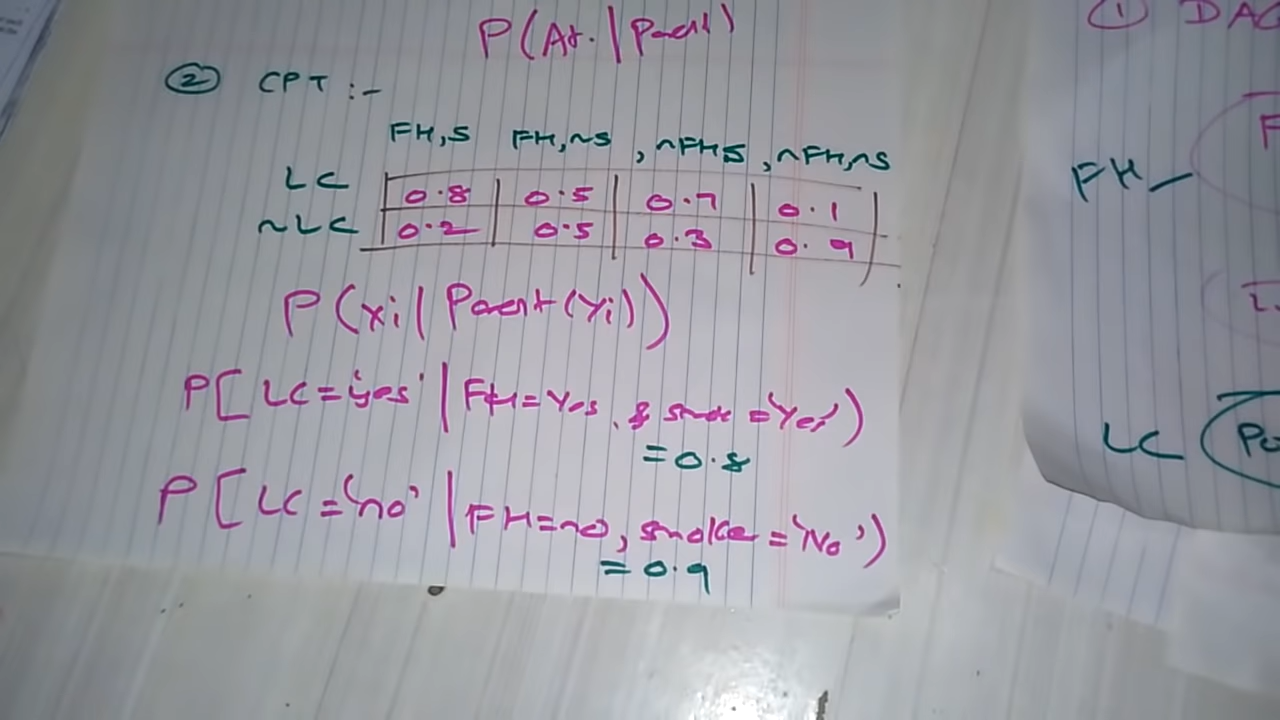 P(At. | Parent)
② CPT :-
FH,S FH,~S , ~FHS , ~FH,~S
LC 0.8 0.5 0.7 0.1
~LC 0.2 0.5 0.3 0.9
P(xi | Parent(Yi))
P[ LC = 'yes' | FH = Yes & smoke = 'Yes')
= 0.8
P[ LC = 'no' | FH = no, smoke = 'No')
= 0.9
① DAG
F
FH
LC Po